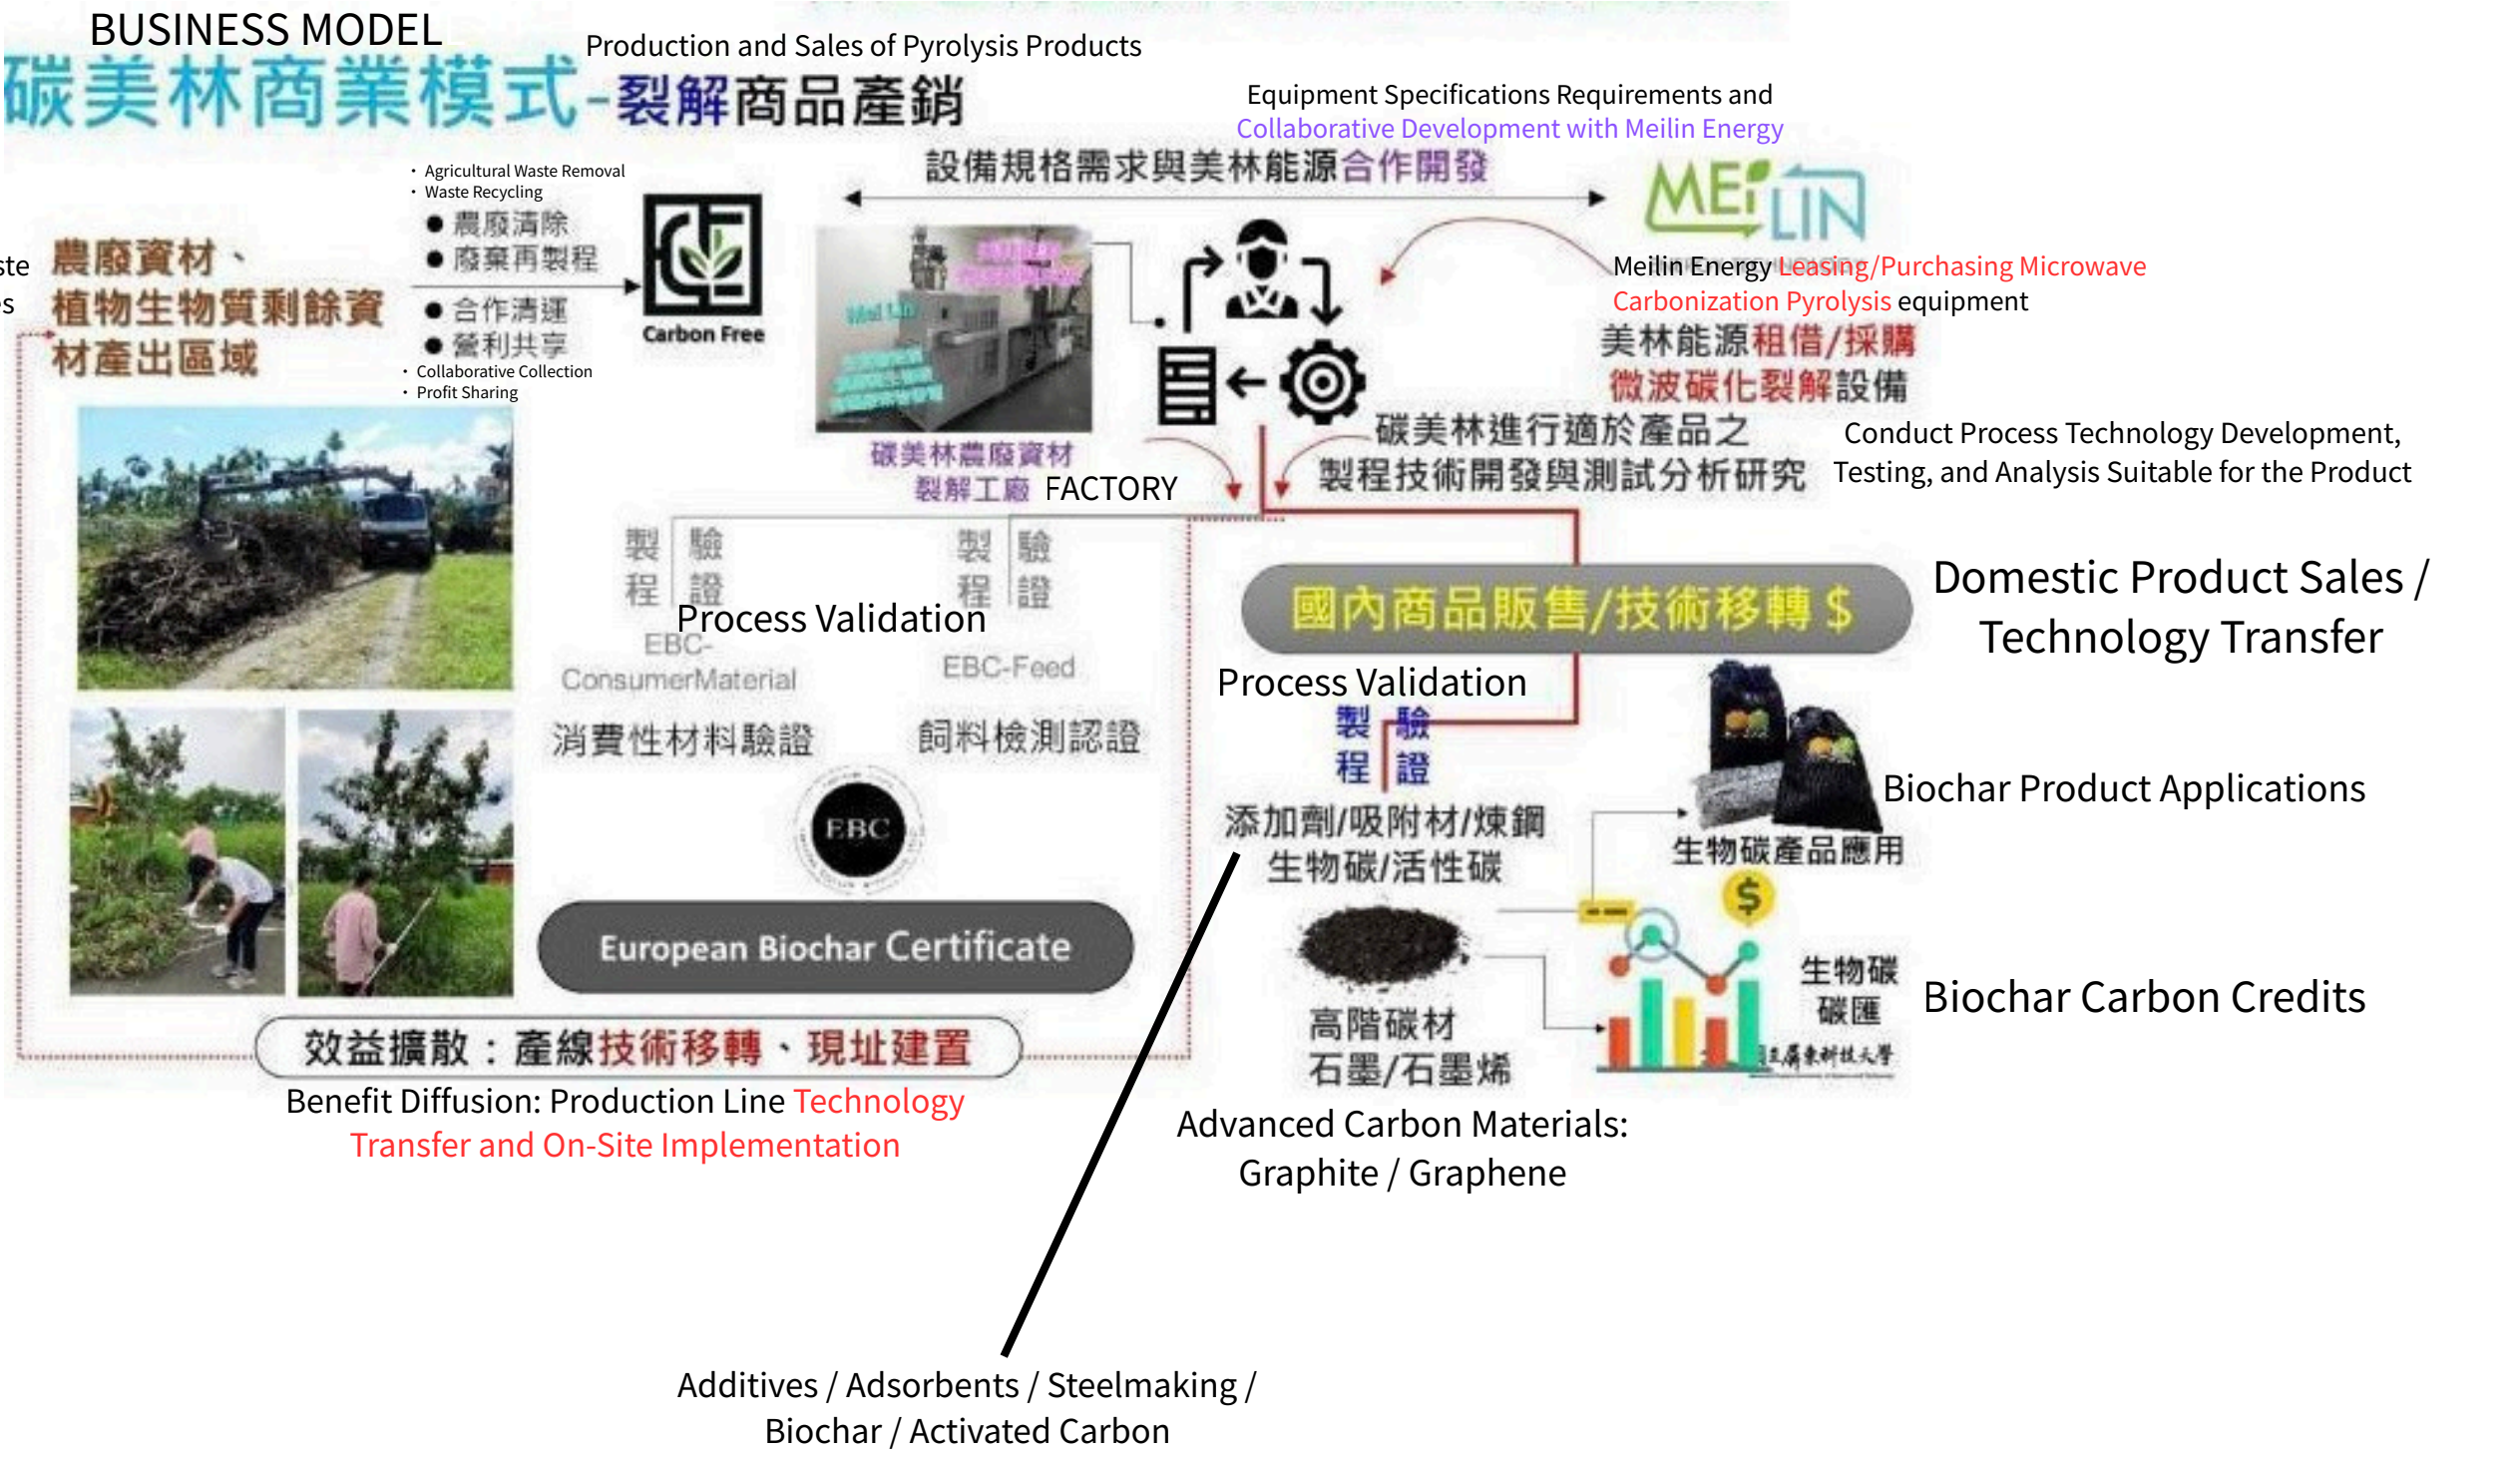 BUSINESS MODEL
碳美林商業模式-裂解商品產銷
Production and Sales of Pyrolysis Products
Equipment Specifications Requirements and
Collaborative Development with Meilin Energy
設備規格需求與美林能源合作開發
MEiLIN
• Agricultural Waste Removal
• Waste Recycling
● 農廢清除
● 廢棄再製程
● 合作清運
● 營利共享
• Collaborative Collection
• Profit Sharing
Carbon Free
農廢資材、
植物生物質剩餘資
材產出區域
Mei Lin
Meilin Energy Leasing/Purchasing Microwave
Carbonization Pyrolysis equipment
美林能源租借/採購
微波碳化裂解設備
碳美林農廢資材
裂解工廠 FACTORY
碳美林進行適於產品之
製程技術開發與測試分析研究
Conduct Process Technology Development,
Testing, and Analysis Suitable for the Product
製程 驗證
製程 驗證
Process Validation
EBC-
ConsumerMaterial
EBC-Feed
消費性材料驗證
飼料檢測認證
EBC
European Biochar Certificate
國內商品販售/技術移轉 $
Domestic Product Sales /
Technology Transfer
Process Validation
製程 驗證
添加劑/吸附材/煉鋼
生物碳/活性碳
Biochar Product Applications
生物碳產品應用
$
生物碳
碳匯
Biochar Carbon Credits
高階碳材
石墨/石墨烯
立屏東科技大學
Advanced Carbon Materials:
Graphite / Graphene
效益擴散：產線技術移轉、現址建置
Benefit Diffusion: Production Line Technology
Transfer and On-Site Implementation
Additives / Adsorbents / Steelmaking /
Biochar / Activated Carbon